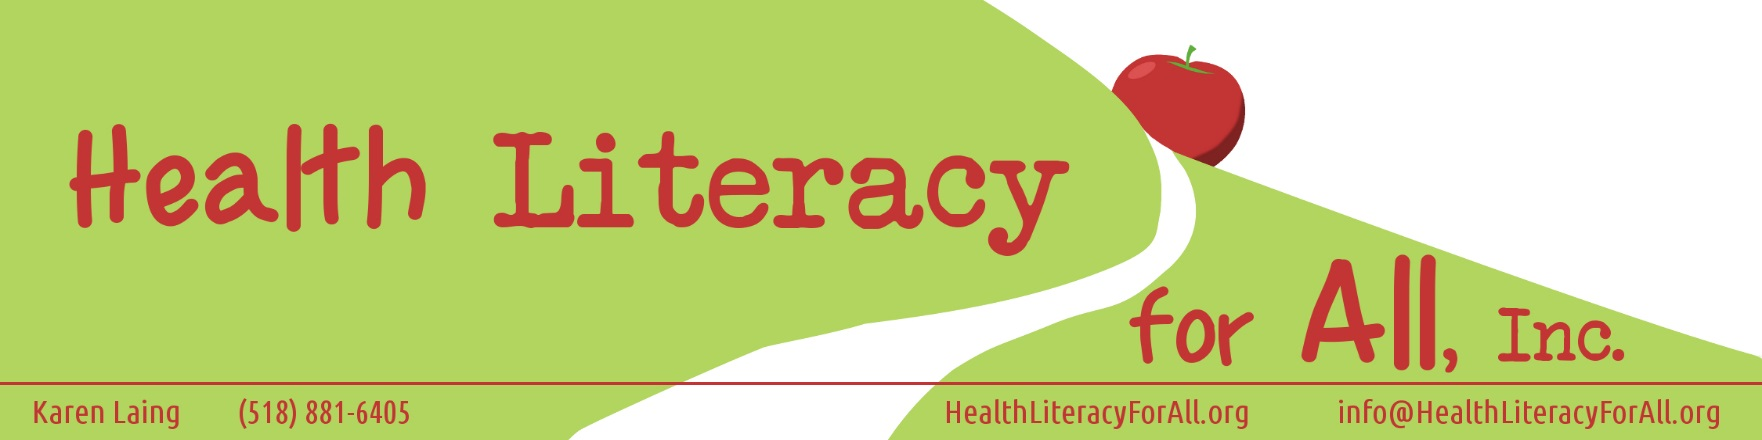 Health Literacy
for All, Inc.
Karen Laing (518) 881-6405 HealthLiteracyForAll.org info@HealthLiteracyForAll.org